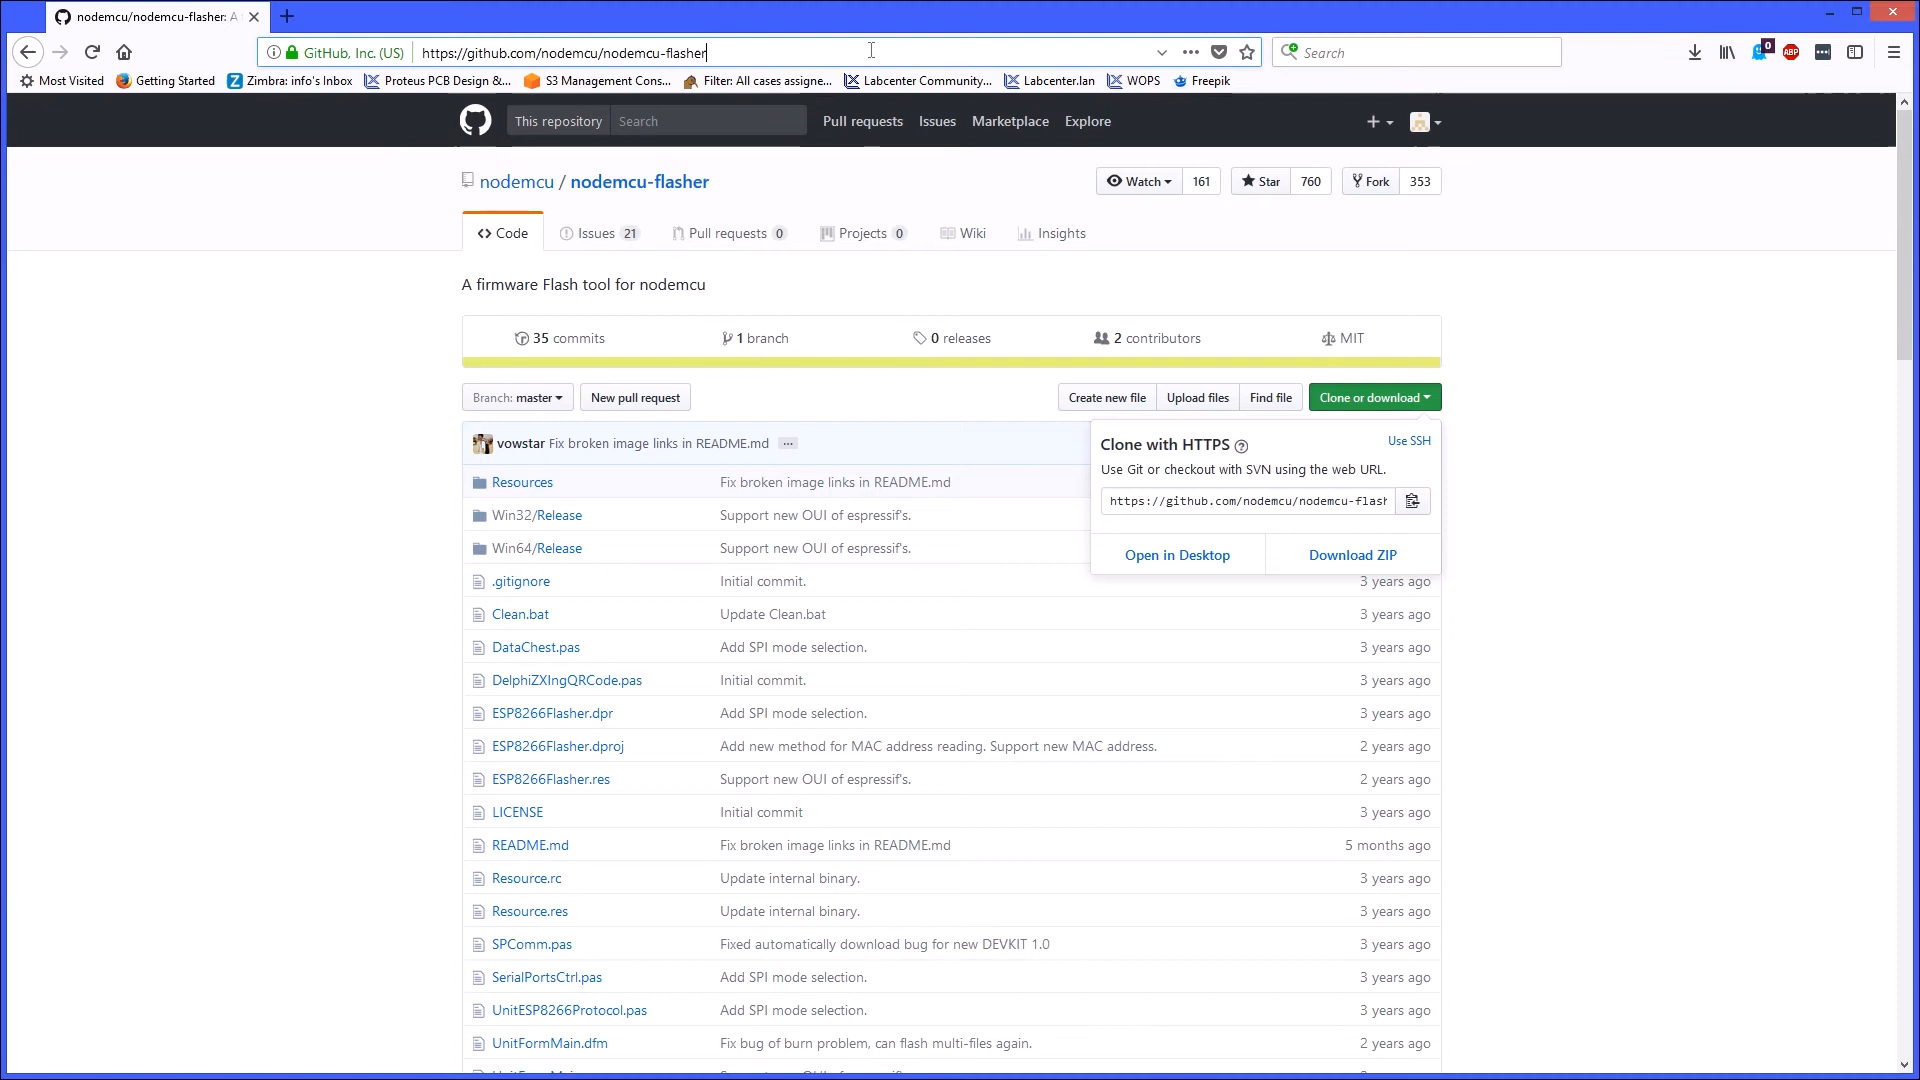 nodemcu/nodemcu-flasher: A
GitHub, Inc. (US) https://github.com/nodemcu/nodemcu-flasher Search 0 ABP
Most Visited Getting Started Zimbra: info's Inbox Proteus PCB Design &... S3 Management Cons... Filter: All cases assigne... Labcenter Community... Labcenter.lan WOPS Freepik
This repository Search Pull requests Issues Marketplace Explore
nodemcu / nodemcu-flasher Watch 161 Star 760 Fork 353
Code Issues 21 Pull requests 0 Projects 0 Wiki Insights
A firmware Flash tool for nodemcu
35 commits 1 branch 0 releases 2 contributors MIT
Branch: master New pull request Create new file Upload files Find file Clone or download
vowstar Fix broken image links in README.md ...
Clone with HTTPS ? Use SSH
Use Git or checkout with SVN using the web URL.
https://github.com/nodemcu/nodemcu-flash
Open in Desktop Download ZIP
Resources Fix broken image links in README.md
Win32/Release Support new OUI of espressif's.
Win64/Release Support new OUI of espressif's.
.gitignore Initial commit. 3 years ago
Clean.bat Update Clean.bat 3 years ago
DataChest.pas Add SPI mode selection. 3 years ago
DelphiZXIngQRCode.pas Initial commit. 3 years ago
ESP8266Flasher.dpr Add SPI mode selection. 3 years ago
ESP8266Flasher.dproj Add new method for MAC address reading. Support new MAC address. 2 years ago
ESP8266Flasher.res Support new OUI of espressif's. 2 years ago
LICENSE Initial commit 3 years ago
README.md Fix broken image links in README.md 5 months ago
Resource.rc Update internal binary. 3 years ago
Resource.res Update internal binary. 3 years ago
SPComm.pas Fixed automatically download bug for new DEVKIT 1.0 3 years ago
SerialPortsCtrl.pas Add SPI mode selection. 3 years ago
UnitESP8266Protocol.pas Add SPI mode selection. 3 years ago
UnitFormMain.dfm Fix bug of burn problem, can flash multi-files again. 2 years ago